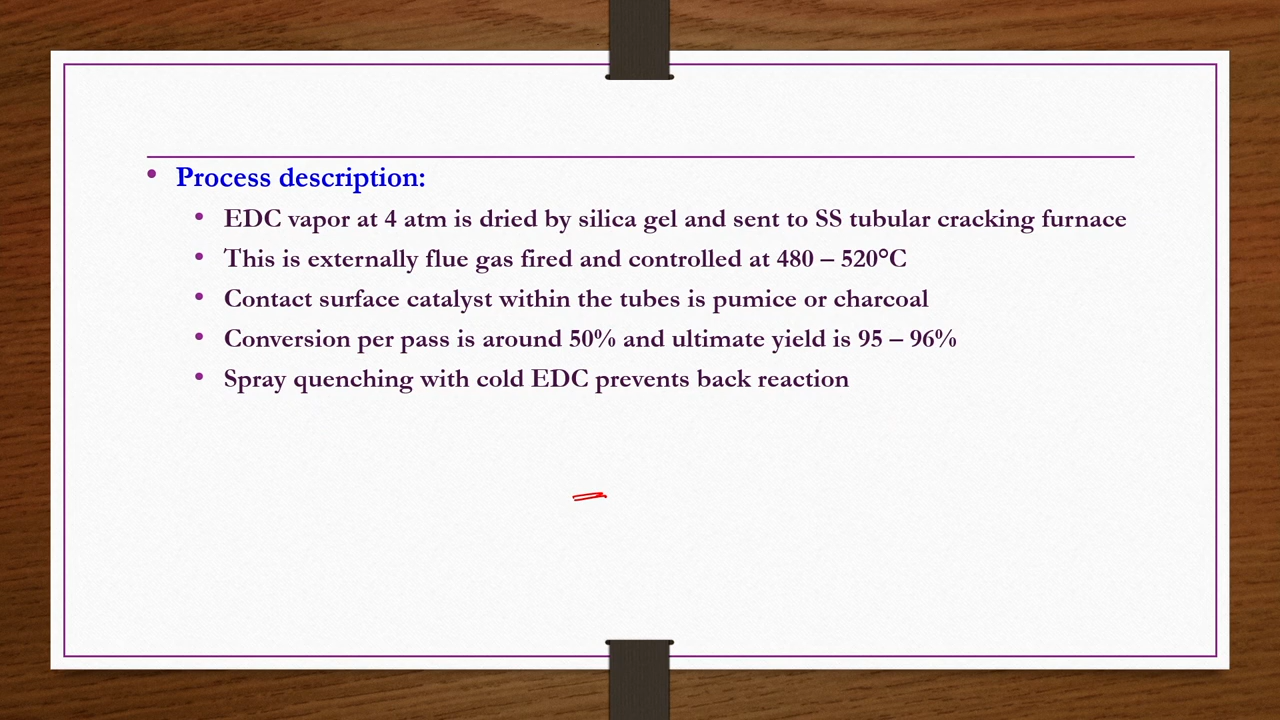 • Process description:
• EDC vapor at 4 atm is dried by silica gel and sent to SS tubular cracking furnace
• This is externally flue gas fired and controlled at 480 – 520°C
• Contact surface catalyst within the tubes is pumice or charcoal
• Conversion per pass is around 50% and ultimate yield is 95 – 96%
• Spray quenching with cold EDC prevents back reaction